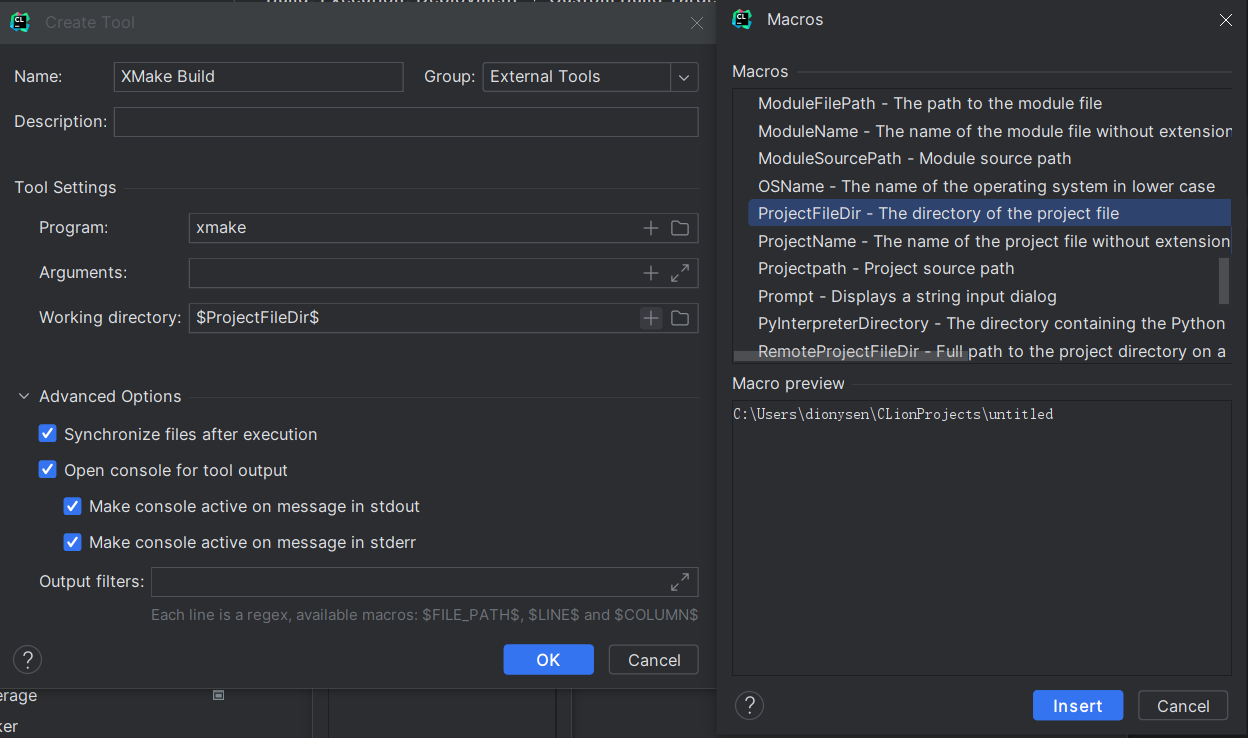 Create Tool
Name:
XMake Build
Group:
External Tools
Description:
Tool Settings
Program:
xmake
Arguments:
Working directory:
$ProjectFileDir$
Advanced Options
Synchronize files after execution
Open console for tool output
Make console active on message in stdout
Make console active on message in stderr
Output filters:
Each line is a regex, available macros: $FILE_PATH$, $LINE$ and $COLUMN$
?
OK
Cancel
erage
ker
Macros
Macros
ModuleFilePath - The path to the module file
ModuleName - The name of the module file without extension
ModuleSourcePath - Module source path
OSName - The name of the operating system in lower case
ProjectFileDir - The directory of the project file
ProjectName - The name of the project file without extension
Projectpath - Project source path
Prompt - Displays a string input dialog
PyInterpreterDirectory - The directory containing the Python
RemoteProjectFileDir - Full path to the project directory on a
Macro preview
C:\Users\dionysen\CLionProjects\untitled
?
Insert
Cancel